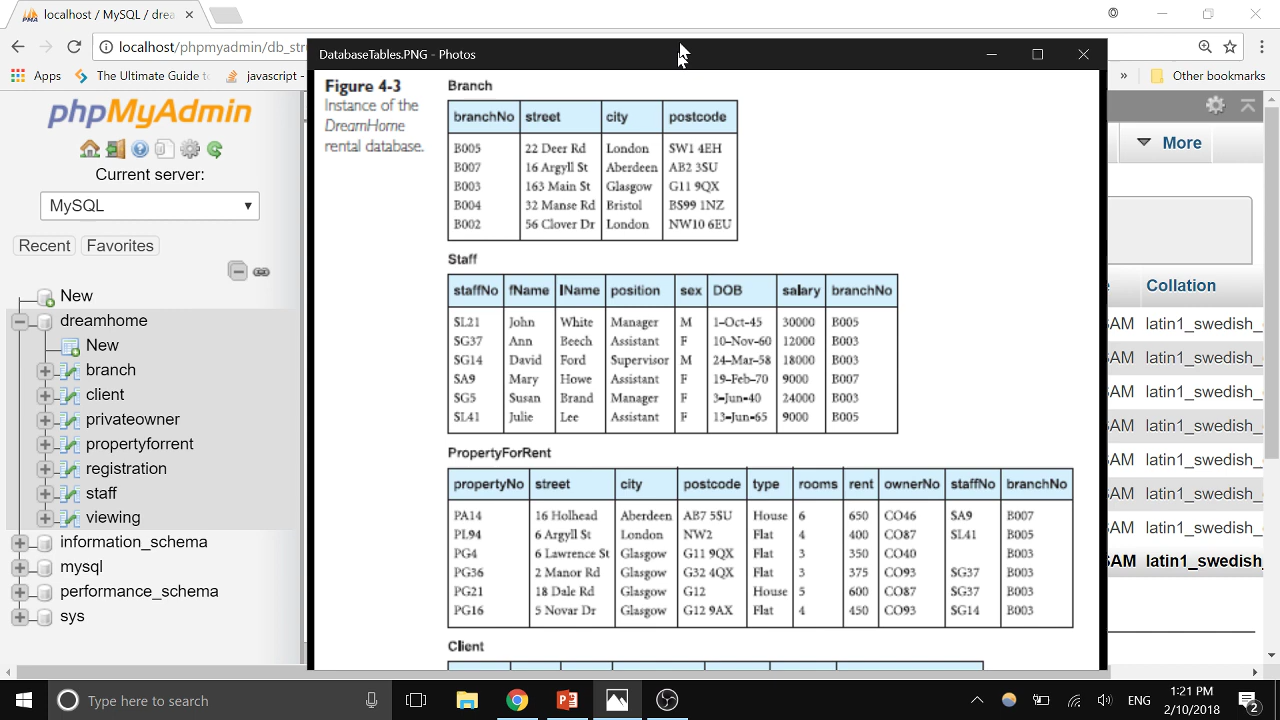 localhost / MySQL / drea
localhost/phpmyadmin/db_str
Apps
The Ultimate Guide to
javascript -
»
Other bookmarks
DatabaseTables.PNG - Photos
phpMyAdmin
Current server:
MySQL
Recent
Favorites
New
dreamhome
New
branch
client
privateowner
propertyforrent
registration
staff
viewing
information_schema
mysql
performance_schema
sys
Figure 4-3
Instance of the
DreamHome
rental database.
Branch
branchNo street city postcode
B005 22 Deer Rd London SW1 4EH
B007 16 Argyll St Aberdeen AB2 3SU
B003 163 Main St Glasgow G11 9QX
B004 32 Manse Rd Bristol BS99 1NZ
B002 56 Clover Dr London NW10 6EU
Staff
staffNo fName lName position sex DOB salary branchNo
SL21 John White Manager M 1-Oct-45 30000 B005
SG37 Ann Beech Assistant F 10-Nov-60 12000 B003
SG14 David Ford Supervisor M 24-Mar-58 18000 B003
SA9 Mary Howe Assistant F 19-Feb-70 9000 B007
SG5 Susan Brand Manager F 3-Jun-40 24000 B003
SL41 Julie Lee Assistant F 13-Jun-65 9000 B005
PropertyForRent
propertyNo street city postcode type rooms rent ownerNo staffNo branchNo
PA14 16 Holhead Aberdeen AB7 5SU House 6 650 CO46 SA9 B007
PL94 6 Argyll St London NW2 Flat 4 400 CO87 SL41 B005
PG4 6 Lawrence St Glasgow G11 9QX Flat 3 350 CO40 B003
PG36 2 Manor Rd Glasgow G32 4QX Flat 3 375 CO93 SG37 B003
PG21 18 Dale Rd Glasgow G12 House 5 600 CO87 SG37 B003
PG16 5 Novar Dr Glasgow G12 9AX Flat 4 450 CO93 SG14 B003
Client
More
Collation
AM latin1_swedish_
AM latin1_swedish_
AM latin1_swedish_
AM latin1_swedish_
AM latin1_swedish_
AM latin1_swedish_
AM latin1_swedish_
AM latin1_swedish_
Type here to search
ENG
1:21 PM
2/10/2018
2